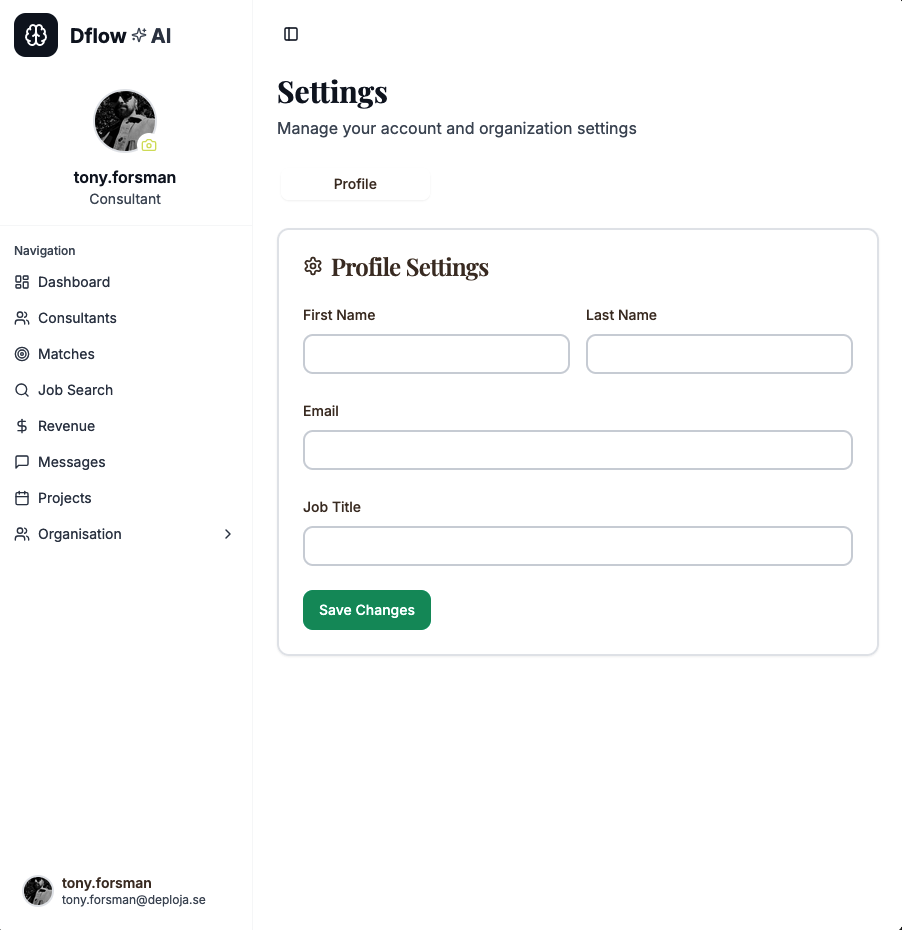 Dflow AI
tony.forsman
Consultant
Navigation
Dashboard
Consultants
Matches
Job Search
Revenue
Messages
Projects
Organisation
tony.forsman
tony.forsman@deploja.se
Settings
Manage your account and organization settings
Profile
Profile Settings
First Name
Last Name
Email
Job Title
Save Changes